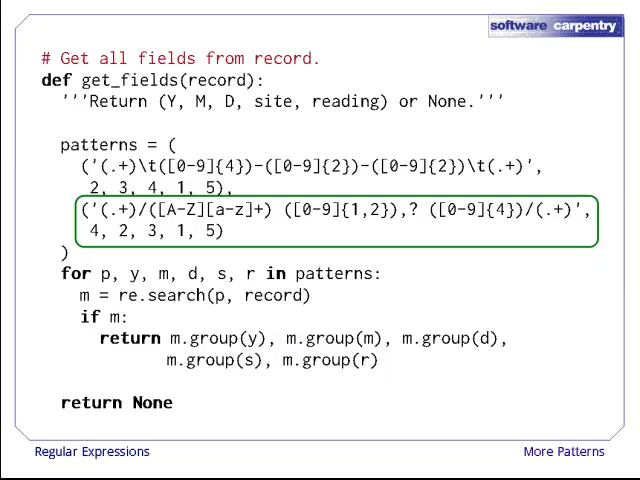 software carpentry
# Get all fields from record.
def get_fields(record):
'''Return (Y, M, D, site, reading) or None.'''
patterns = (
('(.+)\t([0-9]{4})-([0-9]{2})-([0-9]{2})\t(.+)',
2, 3, 4, 1, 5),
('(.+)/([A-Z][a-z]+) ([0-9]{1,2}),? ([0-9]{4})/(.+)',
4, 2, 3, 1, 5)
)
for p, y, m, d, s, r in patterns:
m = re.search(p, record)
if m:
return m.group(y), m.group(m), m.group(d),
m.group(s), m.group(r)
return None
Regular Expressions
More Patterns